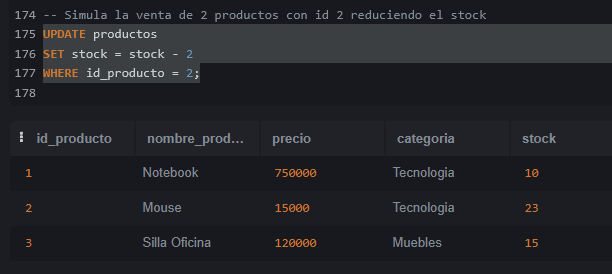 174 -- Simula la venta de 2 productos con id 2 reduciendo el stock
175 UPDATE productos
176 SET stock = stock - 2
177 WHERE id_producto = 2;
178
id_producto nombre_prod... precio categoria stock
1 Notebook 750000 Tecnologia 10
2 Mouse 15000 Tecnologia 23
3 Silla Oficina 120000 Muebles 15